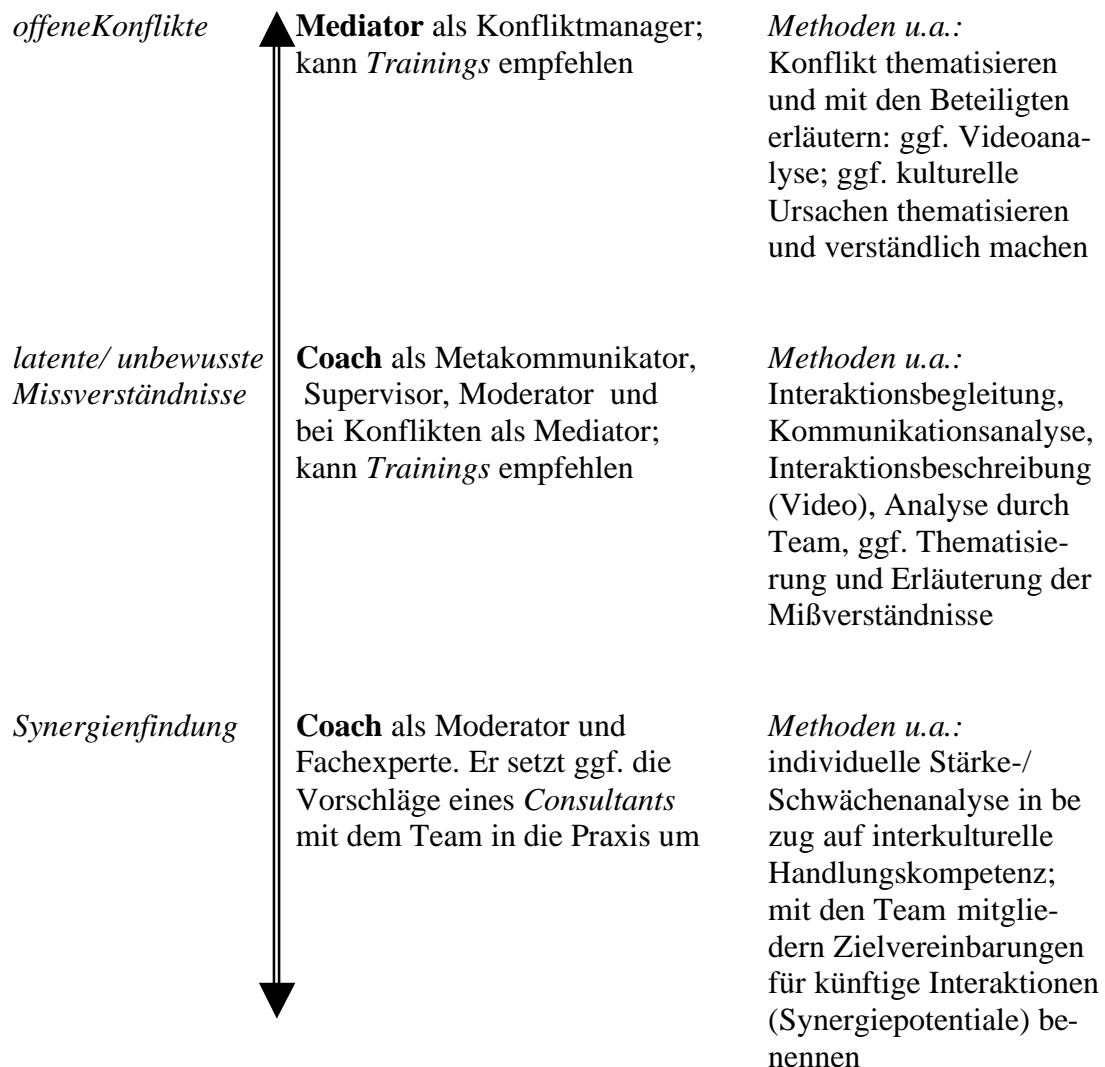 offeneKonflikte
Mediator als Konfliktmanager;
kann Trainings empfehlen
Methoden u.a.:
Konflikt thematisieren
und mit den Beteiligten
erläutern: ggf. Videoana-
lyse; ggf. kulturelle
Ursachen thematisieren
und verständlich machen
latente/ unbewusste
Missverständnisse
Coach als Metakommunikator,
Supervisor, Moderator und
bei Konflikten als Mediator;
kann Trainings empfehlen
Methoden u.a.:
Interaktionsbegleitung,
Kommunikationsanalyse,
Interaktionsbeschreibung
(Video), Analyse durch
Team, ggf. Thematisie-
rung und Erläuterung der
Mißverständnisse
Synergienfindung
Coach als Moderator und
Fachexperte. Er setzt ggf. die
Vorschläge eines Consultants
mit dem Team in die Praxis um
Methoden u.a.:
individuelle Stärke-/
Schwächenanalyse in be
zug auf interkulturelle
Handlungskompetenz;
mit den Team mitglie-
dern Zielvereinbarungen
für künftige Interaktionen
(Synergiepotentiale) be-
nennen